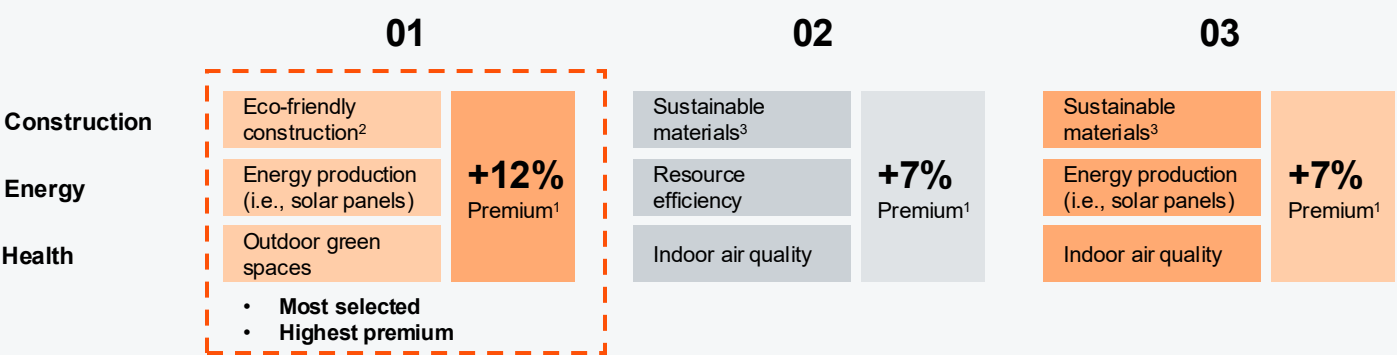 01
02
03
Construction
Energy
Health
Eco-friendly
construction²
Energy production
(i.e., solar panels)
Outdoor green
spaces
+12%
Premium¹
• Most selected
• Highest premium
Sustainable
materials³
Resource
efficiency
Indoor air quality
+7%
Premium¹
Sustainable
materials³
Energy production
(i.e., solar panels)
Indoor air quality
+7%
Premium¹